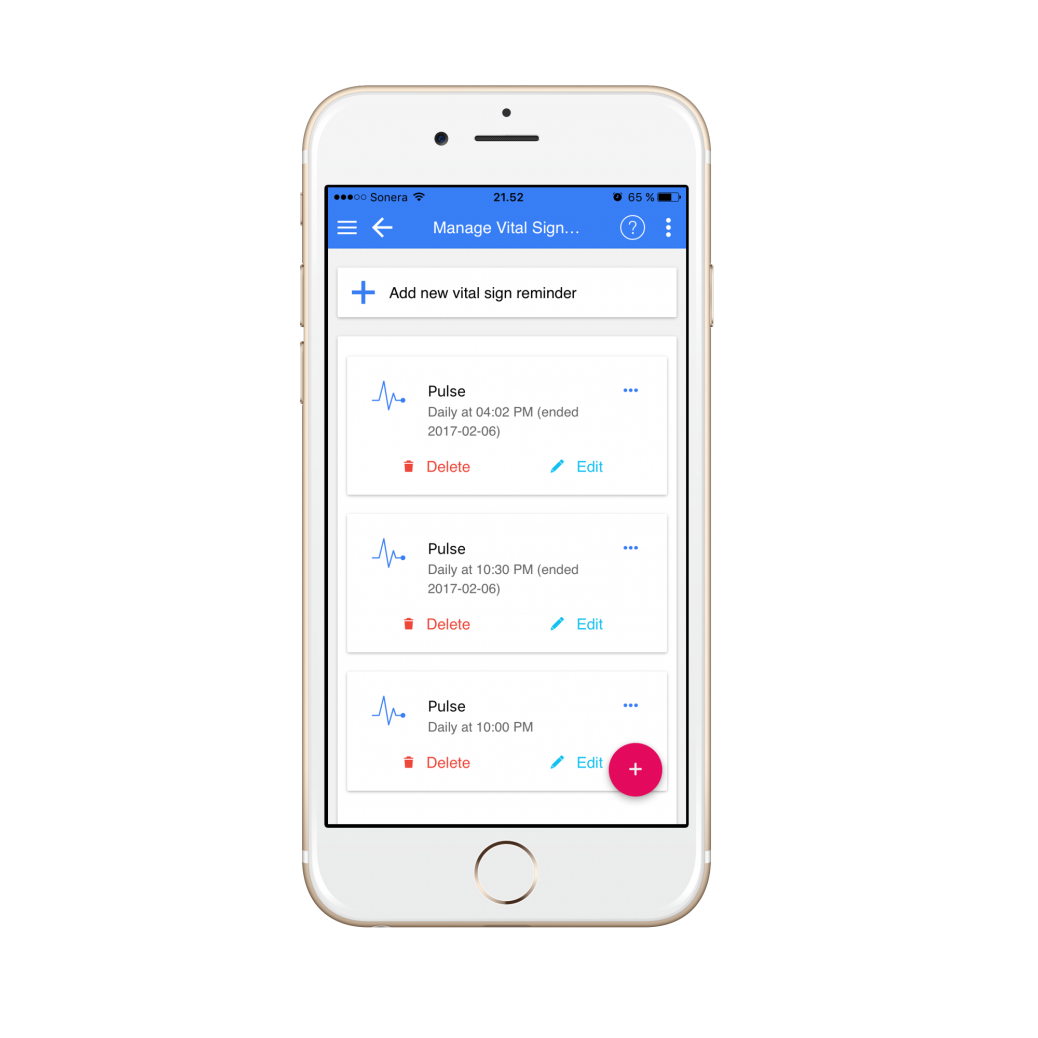 Sonera 21.52 65 %
Manage Vital Sign...
?
Add new vital sign reminder
Pulse
Daily at 04:02 PM (ended
2017-02-06)
Delete Edit
Pulse
Daily at 10:30 PM (ended
2017-02-06)
Delete Edit
Pulse
Daily at 10:00 PM
Delete Edit
+